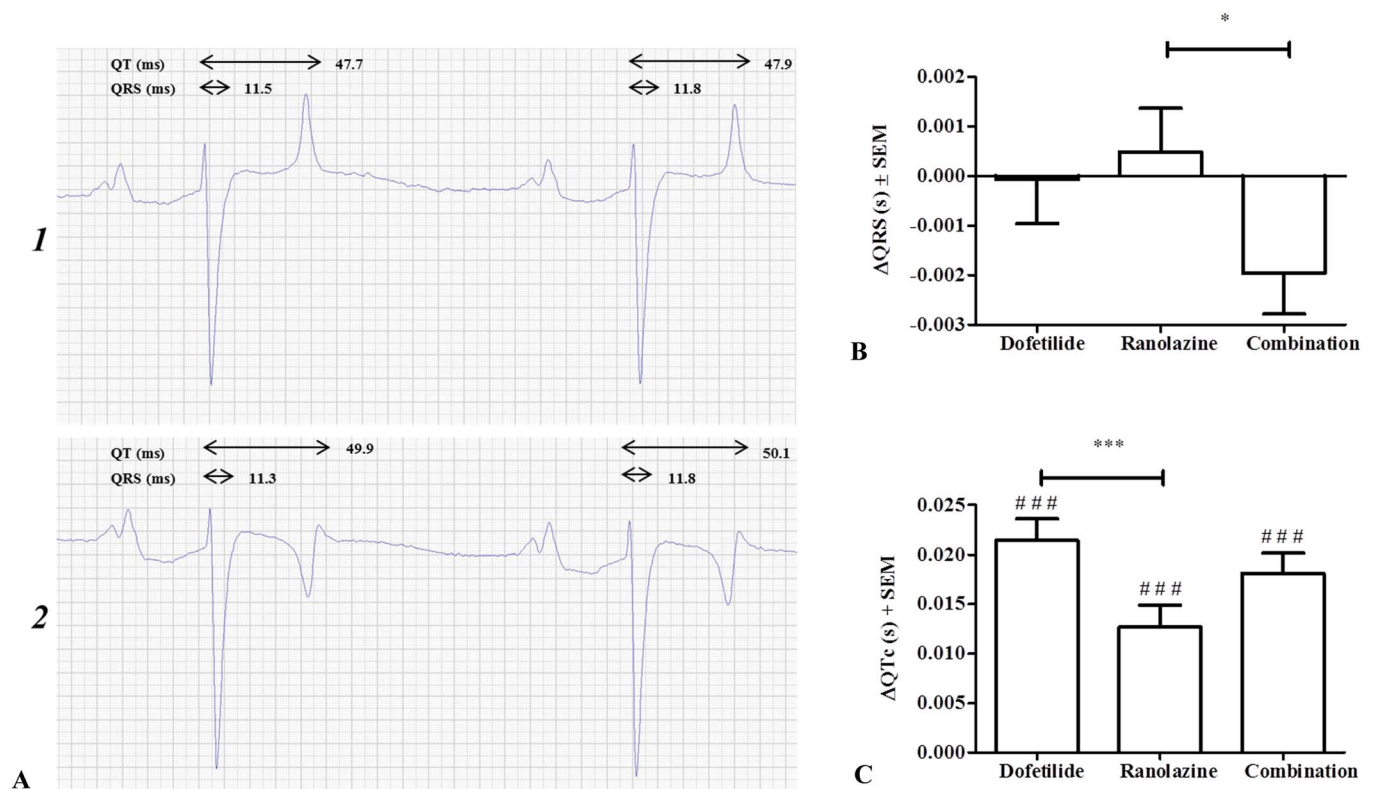 QT (ms) 47.7 47.9
QRS (ms) 11.5 11.8
1
QT (ms) 49.9 50.1
QRS (ms) 11.3 11.8
2
A
*
0.002
0.001
0.000
-0.001
-0.002
-0.003
ΔQRS (s) ± SEM
Dofetilide Ranolazine Combination
B
***
# # #
# # #
# # #
0.025
0.020
0.015
0.010
0.005
0.000
ΔQTc (s) + SEM
Dofetilide Ranolazine Combination
C